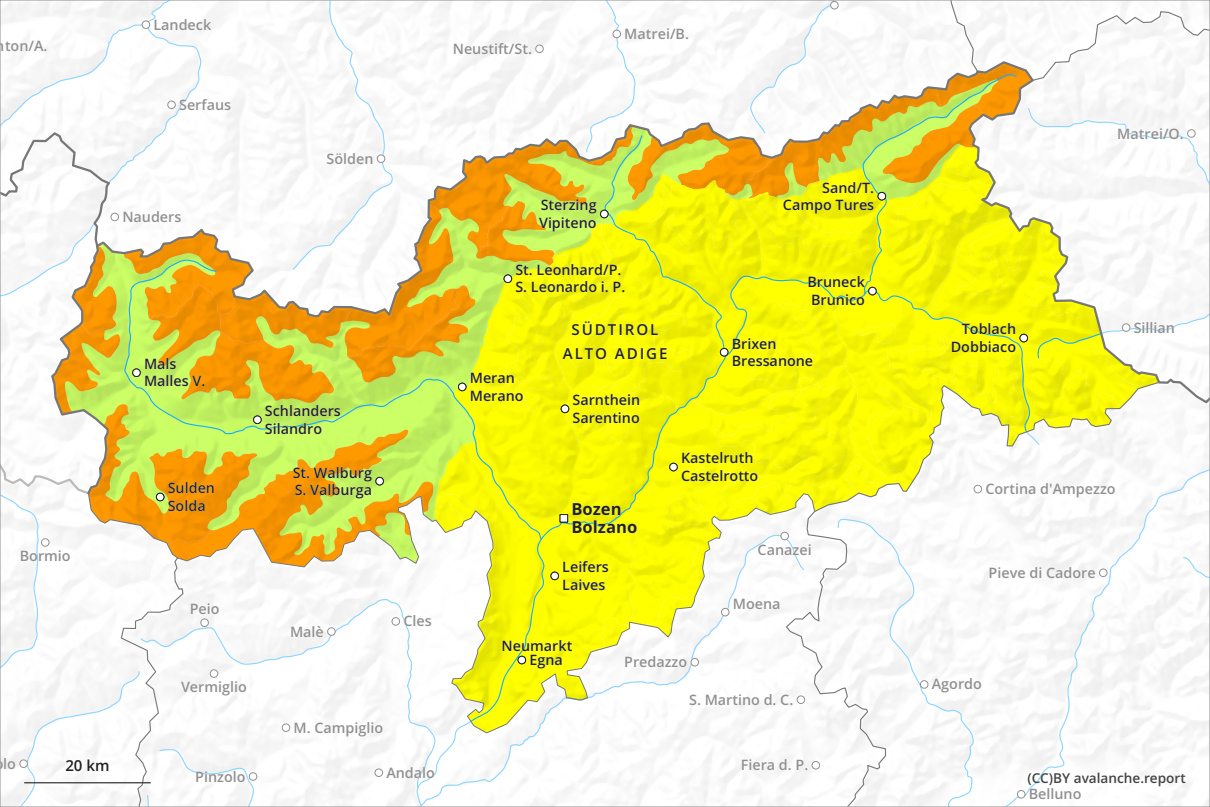 Landeck
Matrei/B.
Neustift/St.
nton/A.
Serfaus
Matrei/O.
Sölden
Sand/T.
Campo Tures
Sterzing
Vipiteno
Nauders
St. Leonhard/P.
S. Leonardo i. P.
Bruneck
Brunico
SÜDTIROL
ALTO ADIGE
Toblach
Dobbiaco
Sillian
Brixen
Bressanone
Mals
Malles V.
Meran
Merano
Sarnthein
Sarentino
Schlanders
Silandro
Kastelruth
Castelrotto
St. Walburg
S. Valburga
Sulden
Solda
Cortina d'Ampezzo
Bozen
Bolzano
Bormio
Canazei
Leifers
Laives
Pieve di Cadore
Peio
Moena
Malè
Cles
Neumarkt
Egna
Predazzo
Vermiglio
Agordo
S. Martino d. C.
M. Campiglio
olo
20 km
Pinzolo
Andalo
Fiera d. P.
(CC)BY avalanche.report
Belluno